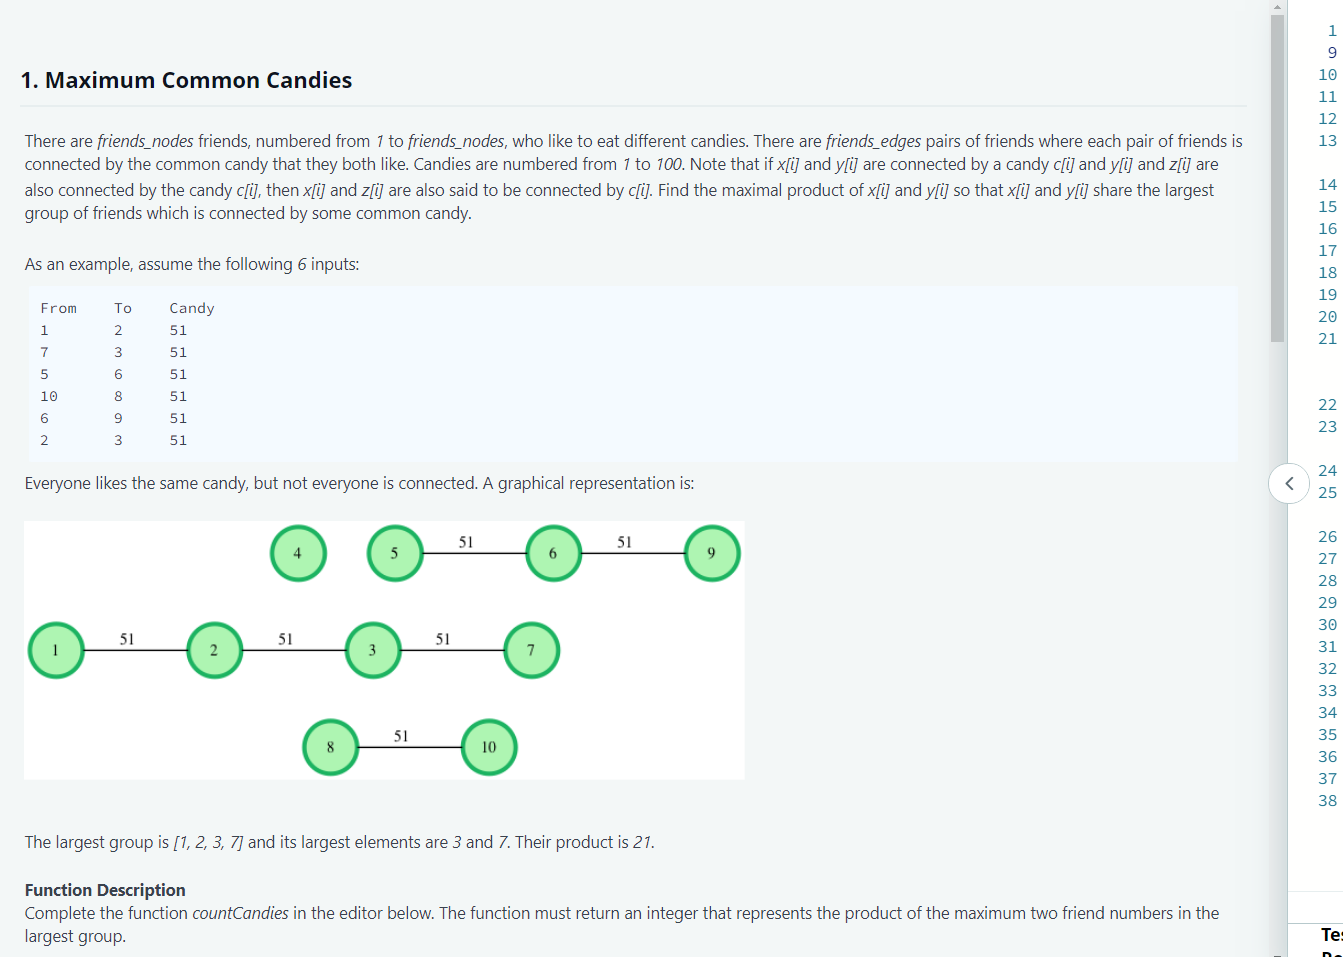 1. Maximum Common Candies
There are friends_nodes friends, numbered from 1 to friends_nodes, who like to eat different candies. There are friends_edges pairs of friends where each pair of friends is
connected by the common candy that they both like. Candies are numbered from 1 to 100. Note that if x[i] and y[i] are connected by a candy c[i] and y[i] and z[i] are
also connected by the candy c[i], then x[i] and z[i] are also said to be connected by c[i]. Find the maximal product of x[i] and y[i] so that x[i] and y[i] share the largest
group of friends which is connected by some common candy.
As an example, assume the following 6 inputs:
From To Candy
1 2 51
7 3 51
5 6 51
10 8 51
6 9 51
2 3 51
Everyone likes the same candy, but not everyone is connected. A graphical representation is:
4 5 51 6 51 9
1 51 2 51 3 51 7
8 51 10
The largest group is [1, 2, 3, 7] and its largest elements are 3 and 7. Their product is 21.
Function Description
Complete the function countCandies in the editor below. The function must return an integer that represents the product of the maximum two friend numbers in the
largest group.
1
9
10
11
12
13
14
15
16
17
18
19
20
21
22
23
24
25
26
27
28
29
30
31
32
33
34
35
36
37
38